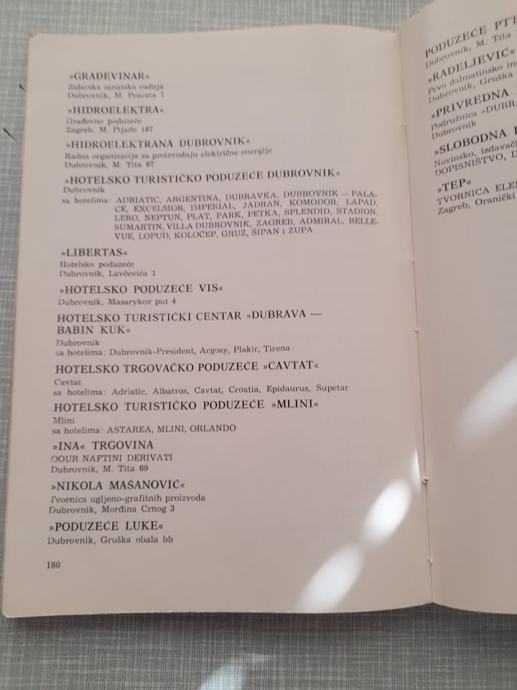 »GRAĐEVINAR«
Zidarska zanatska radnja
Dubrovnik, M. Pracata 7
»HIDROELEKTRA«
Građevno poduzeće
Zagreb, M. Pijade 167
»HIDROELEKTRANA DUBROVNIK«
Radna organizacija za proizvodnju električne energije
Dubrovnik, M. Tita 67
»HOTELSKO TURISTIČKO PODUZEĆE DUBROVNIK«
Dubrovnik
sa hotelima: ADRIATIC, ARGENTINA, DUBRAVKA, DUBROVNIK — PALA-
CE, EXCELSIOR, IMPERIAL, JADRAN, KOMODOR, LAPAD,
LERO, NEPTUN, PLAT, PARK, PETKA, SPLENDID, STADION,
SUMARTIN, VILLA DUBROVNIK, ZAGREB, ADMIRAL, BELLE-
VUE, LOPUD, KOLOČEP, GRUŽ, ŠIPAN i ŽUPA
»LIBERTAS«
Hotelsko poduzeće
Dubrovnik, Lavčevića 1
»HOTELSKO PODUZEĆE VIS«
Dubrovnik, Masarykov put 4
HOTELSKO TURISTIČKI CENTAR »DUBRAVA —
BABIN KUK«
Dubrovnik
sa hotelima: Dubrovnik-President, Argosy, Plakir, Tirena
HOTELSKO TRGOVAČKO PODUZEĆE »CAVTAT«
Cavtat
sa hotelima: Adriatic, Albatros, Cavtat, Croatia, Epidaurus, Supetar
HOTELSKO TURISTIČKO PODUZEĆE »MLINI«
Mlini
sa hotelima: ASTAREA, MLINI, ORLANDO
»INA« TRGOVINA
OOUR NAFTINI DERIVATI
Dubrovnik, M. Tita 69
»NIKOLA MAŠANOVIĆ«
Tvornica ugljeno-grafitnih proizvoda
Dubrovnik, Mordina Crnog 3
»PODUZEĆE LUKE«
Dubrovnik, Gruška obala bb
180
PODUZEĆE PTT
Dubrovnik, M. Tita
»RADELJEVIĆ«
Prvo dalmatinsko
Dubrovnik, Gruška
»PRIVREDNA
Podružnica
Dubrovnik
»SLOBODNA
Novinsko, izdavač
DOPISNIŠTVO, D
»TEP«
TVORNICA ELE
Zagreb, Oranički